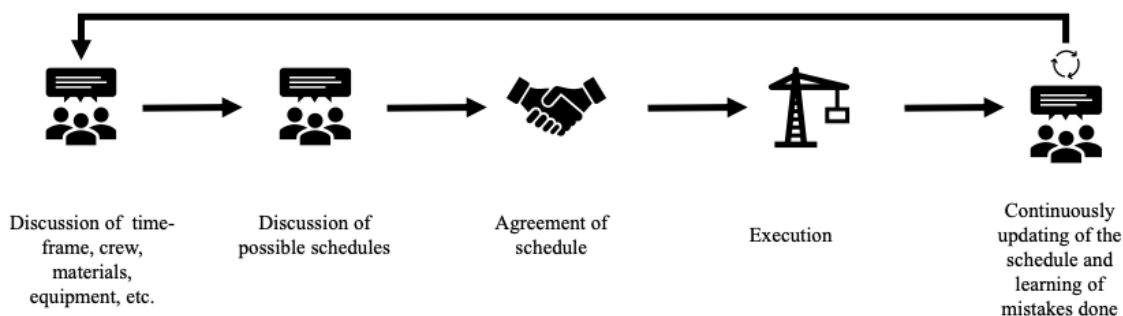 Discussion of time-
frame, crew,
materials,
equipment, etc.
Discussion of
possible schedules
Agreement of
schedule
Execution
Continuously
updating of the
schedule and
learning of
mistakes done